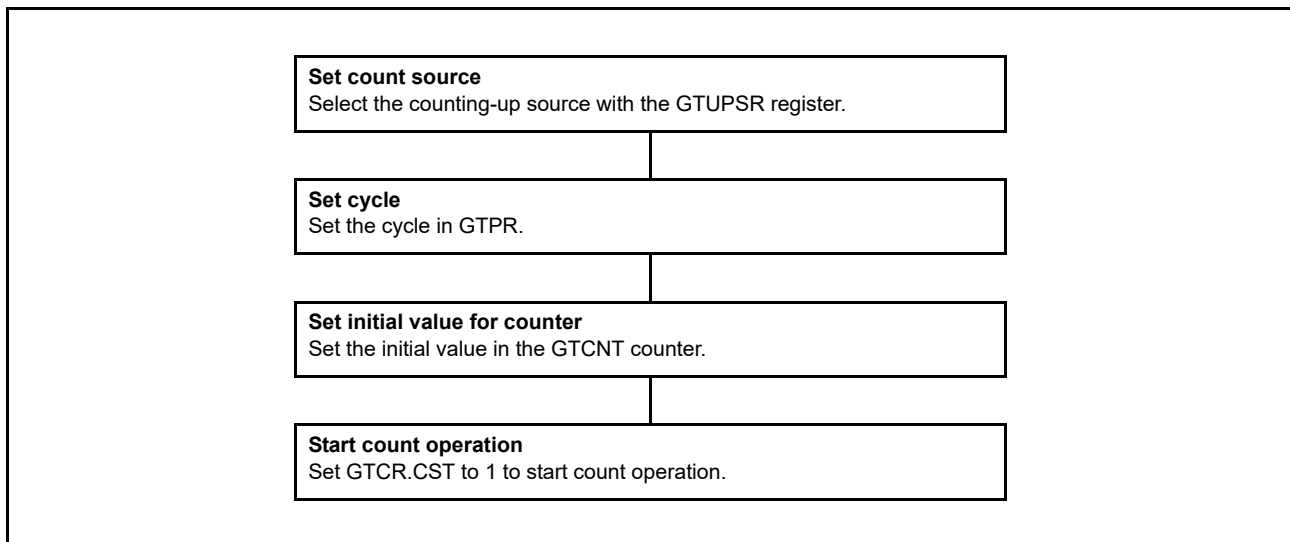 Set count source
Select the counting-up source with the GTUPSR register.
Set cycle
Set the cycle in GTPR.
Set initial value for counter
Set the initial value in the GTCNT counter.
Start count operation
Set GTCR.CST to 1 to start count operation.